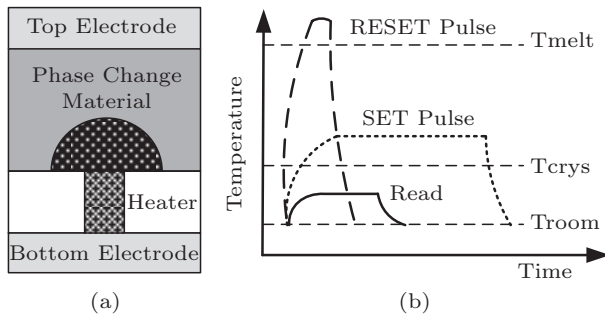 Top Electrode
Phase Change
Material
Heater
Bottom Electrode
(a)
Temperature
RESET Pulse
Tmelt
SET Pulse
Tcrys
Read
Troom
Time
(b)